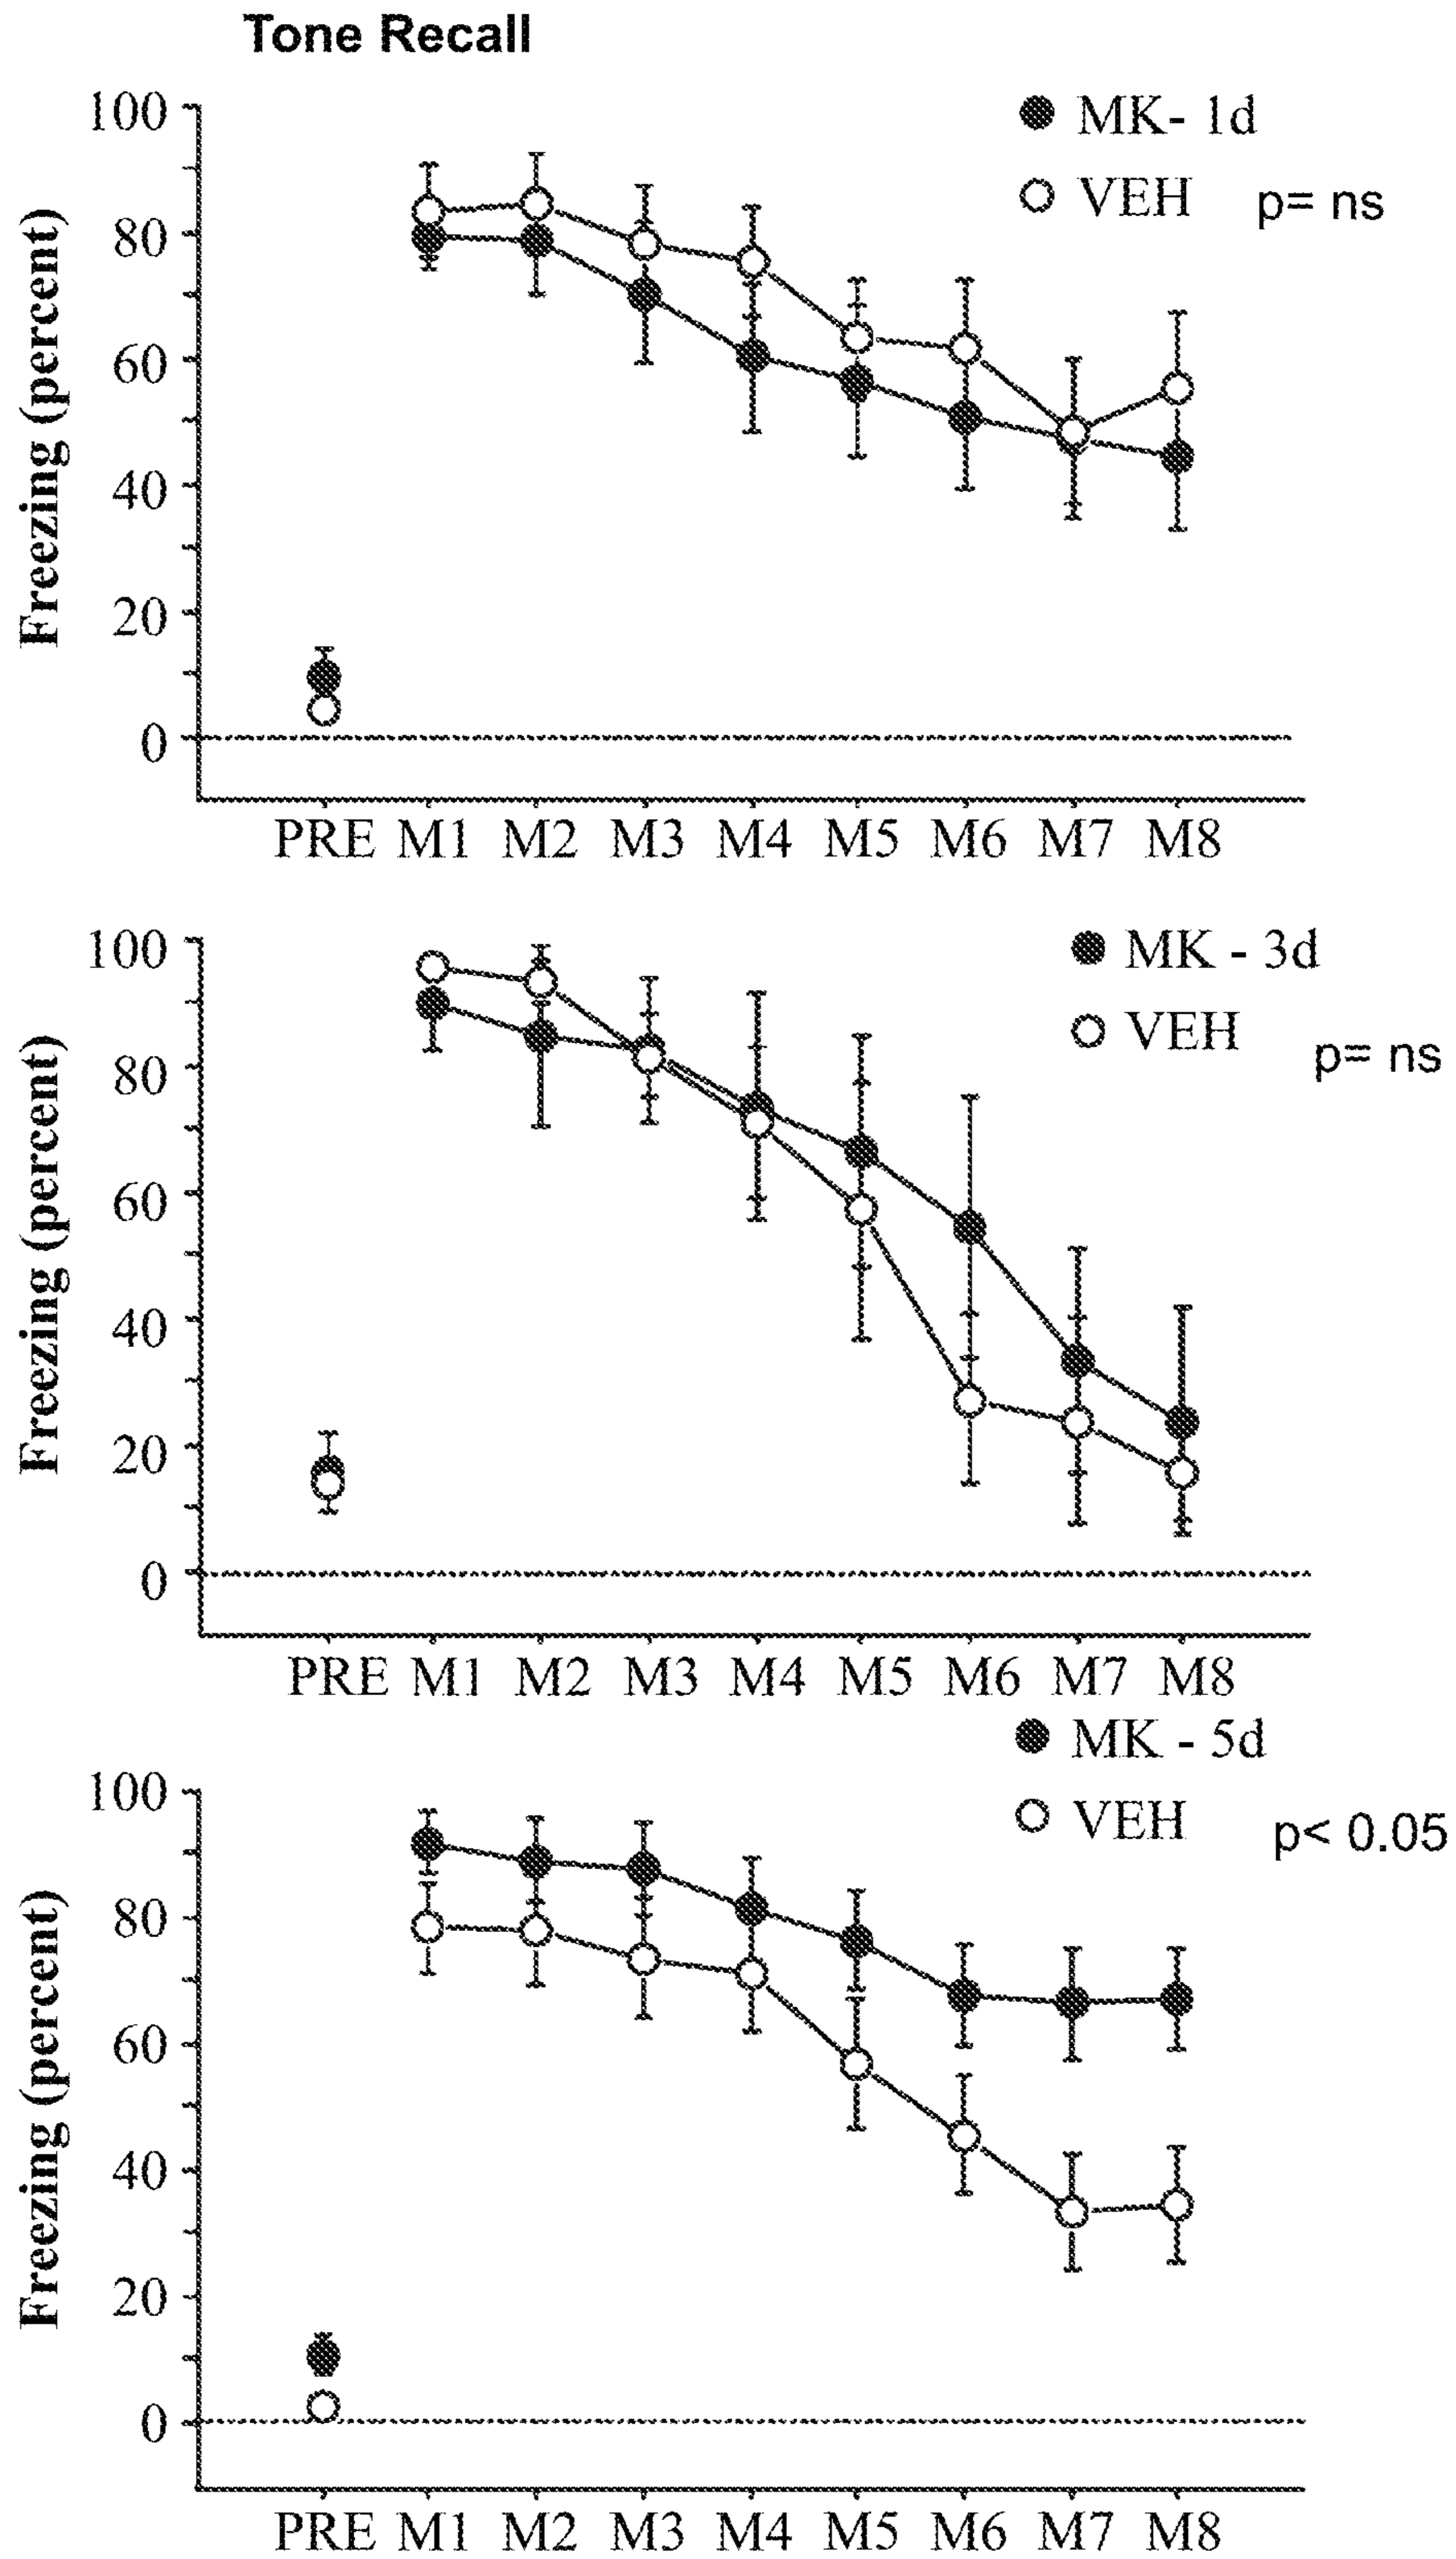 Tone Recall
100
80
60
40
20
0
Freezing (percent)
MK- 1d
VEH
p= ns
PRE M1 M2 M3 M4 M5 M6 M7 M8
100
80
60
40
20
0
Freezing (percent)
MK - 3d
VEH
p= ns
PRE M1 M2 M3 M4 M5 M6 M7 M8
100
80
60
40
20
0
Freezing (percent)
MK - 5d
VEH
p< 0.05
PRE M1 M2 M3 M4 M5 M6 M7 M8